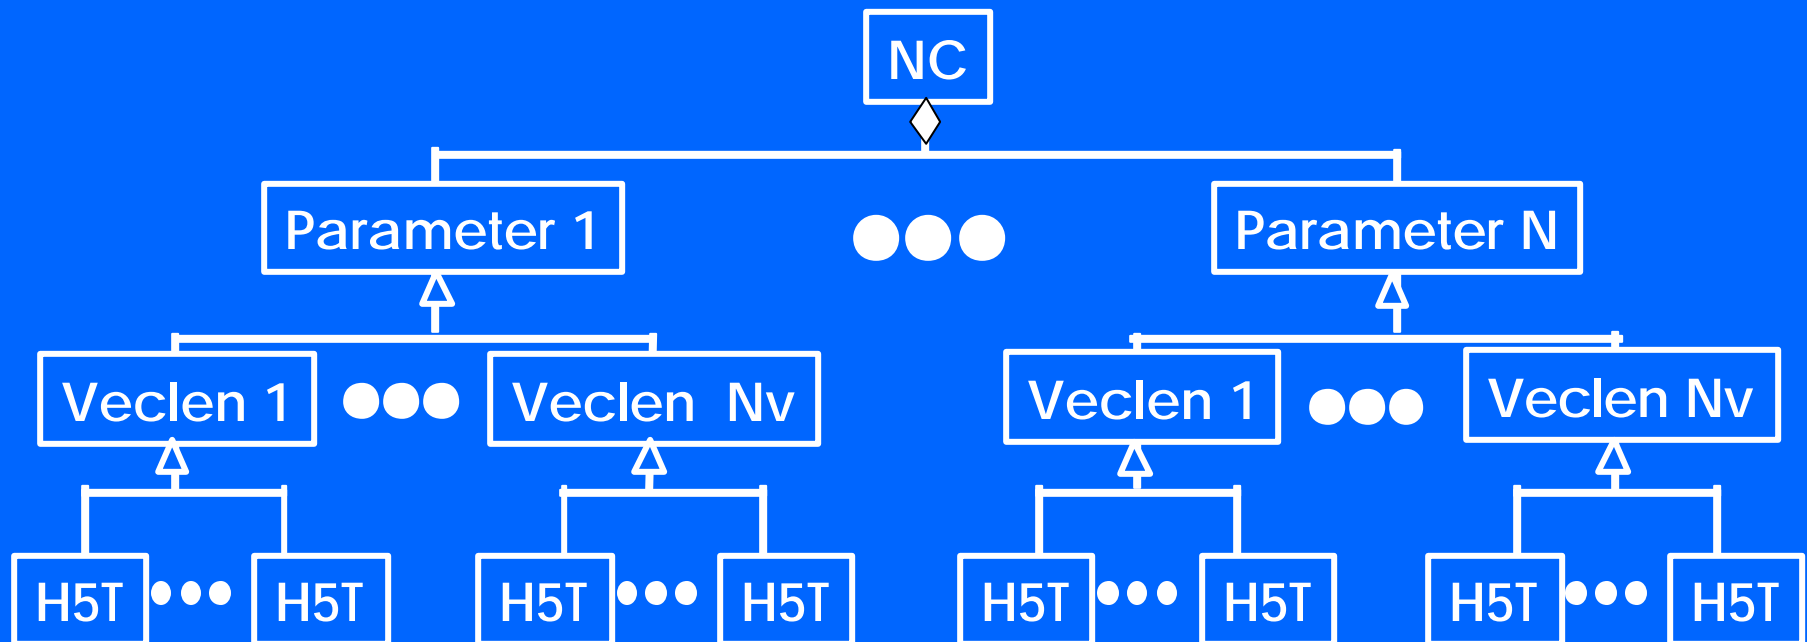 NC
Parameter 1
Parameter N
Veclen 1
Veclen Nv
Veclen 1
Veclen Nv
H5T
H5T
H5T
H5T
H5T
H5T
H5T
H5T